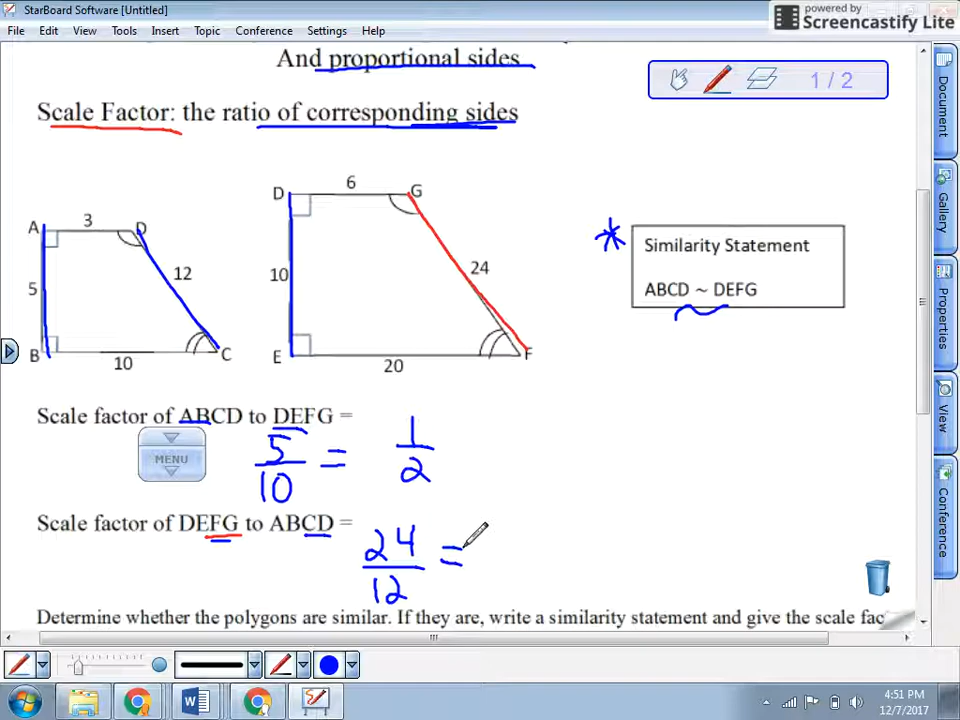 StarBoard Software [Untitled]
powered by
Screencastify Lite
File Edit View Tools Insert Topic Conference Settings Help
And proportional sides
1 / 2
Scale Factor: the ratio of corresponding sides
A 3 D
5 12
B 10 C
D 6 G
10 24
E 20 F
Similarity Statement
ABCD ~ DEFG
Scale factor of ABCD to DEFG =
5/10 = 1/2
MENU
Scale factor of DEFG to ABCD =
24/12 =
Determine whether the polygons are similar. If they are, write a similarity statement and give the scale fac
Document
Gallery
Properties
View
Conference
4:51 PM
12/7/2017